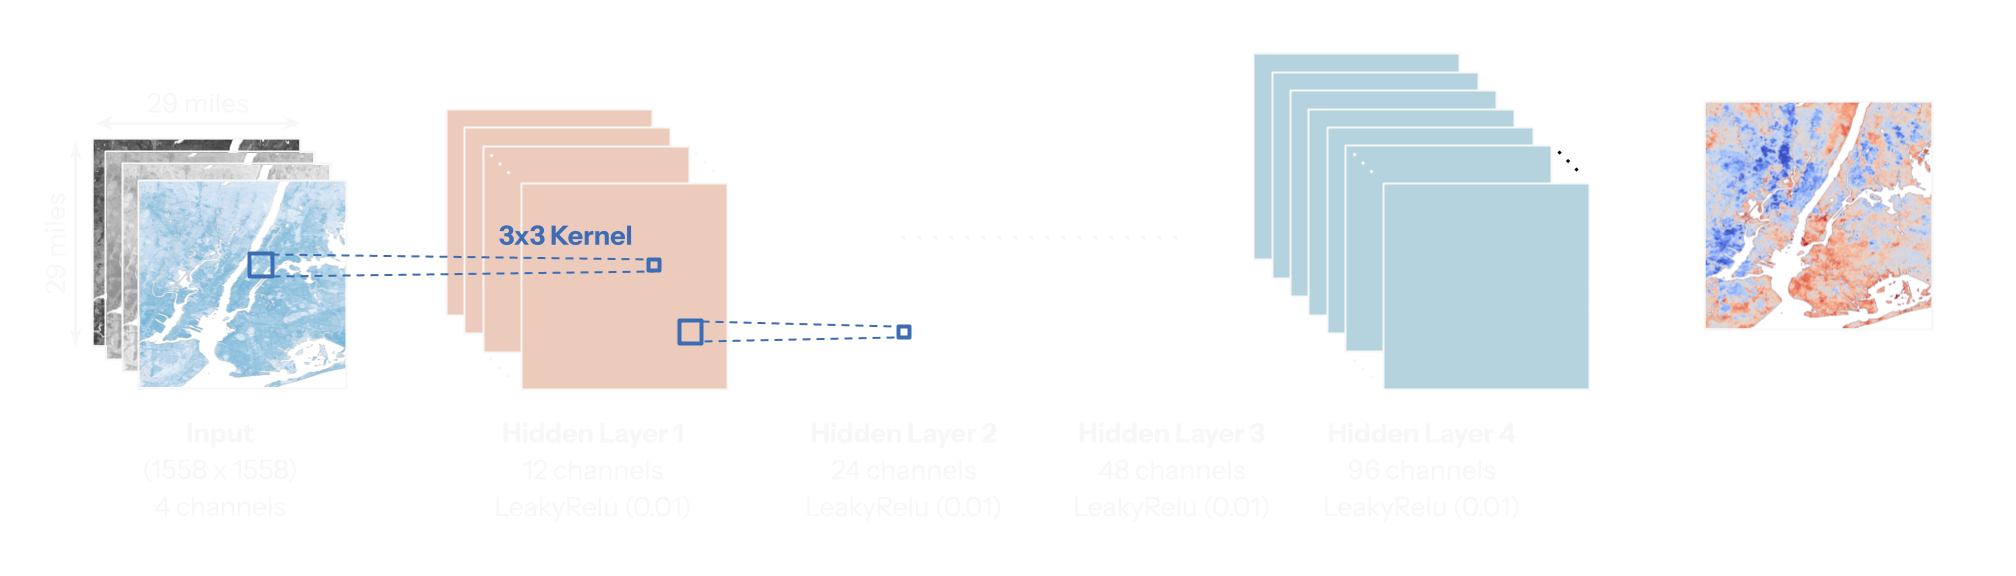 29 miles
29 miles
3x3 Kernel
Input
(1558 x 1558)
4 channels
Hidden Layer 1
12 channels
LeakyRelu (0.01)
Hidden Layer 2
24 channels
LeakyRelu (0.01)
Hidden Layer 3
48 channels
LeakyRelu (0.01)
Hidden Layer 4
96 channels
LeakyRelu (0.01)